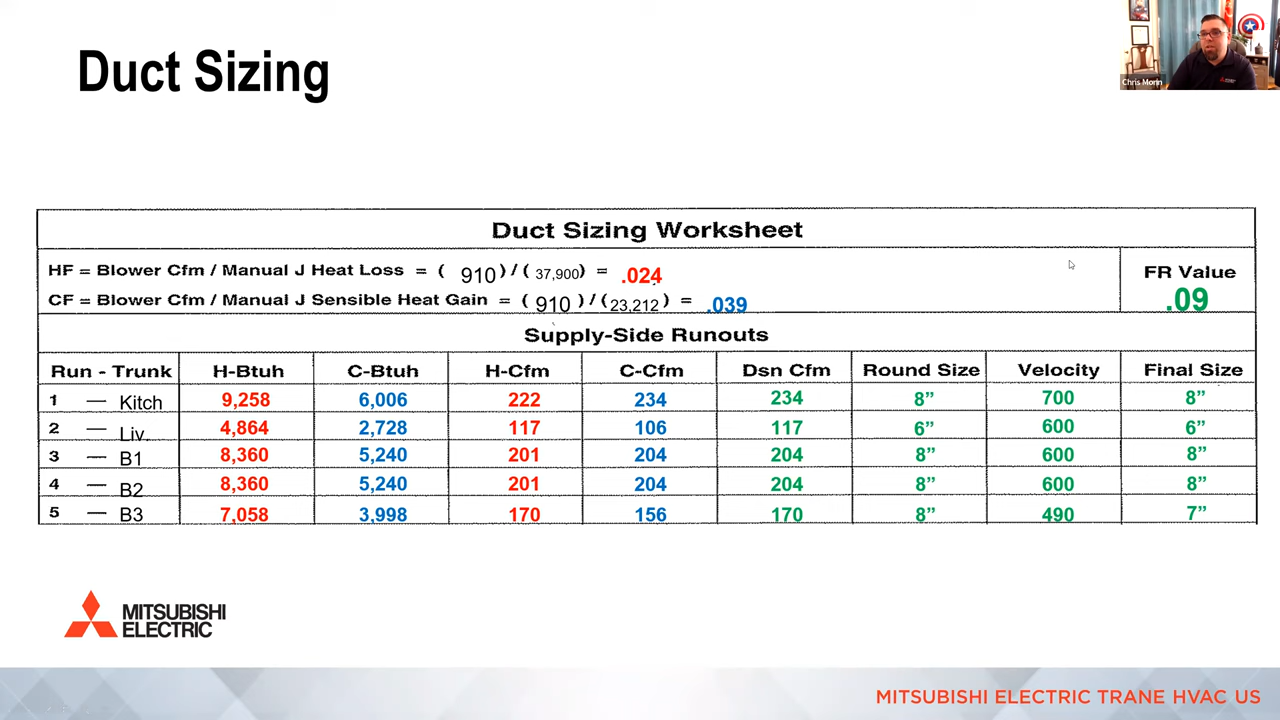 Duct Sizing
Chris Morin
Duct Sizing Worksheet
HF = Blower Cfm / Manual J Heat Loss = ( 910 ) / ( 37,900 ) = .024
CF = Blower Cfm / Manual J Sensible Heat Gain = ( 910 ) / ( 23,212 ) = .039
FR Value
.09
Supply-Side Runouts
Run - Trunk H-Btuh C-Btuh H-Cfm C-Cfm Dsn Cfm Round Size Velocity Final Size
1 — Kitch 9,258 6,006 222 234 234 8” 700 8”
2 — Liv. 4,864 2,728 117 106 117 6” 600 6”
3 — B1 8,360 5,240 201 204 204 8” 600 8”
4 — B2 8,360 5,240 201 204 204 8” 600 8”
5 — B3 7,058 3,998 170 156 170 8” 490 7”
MITSUBISHI
ELECTRIC
MITSUBISHI ELECTRIC TRANE HVAC US